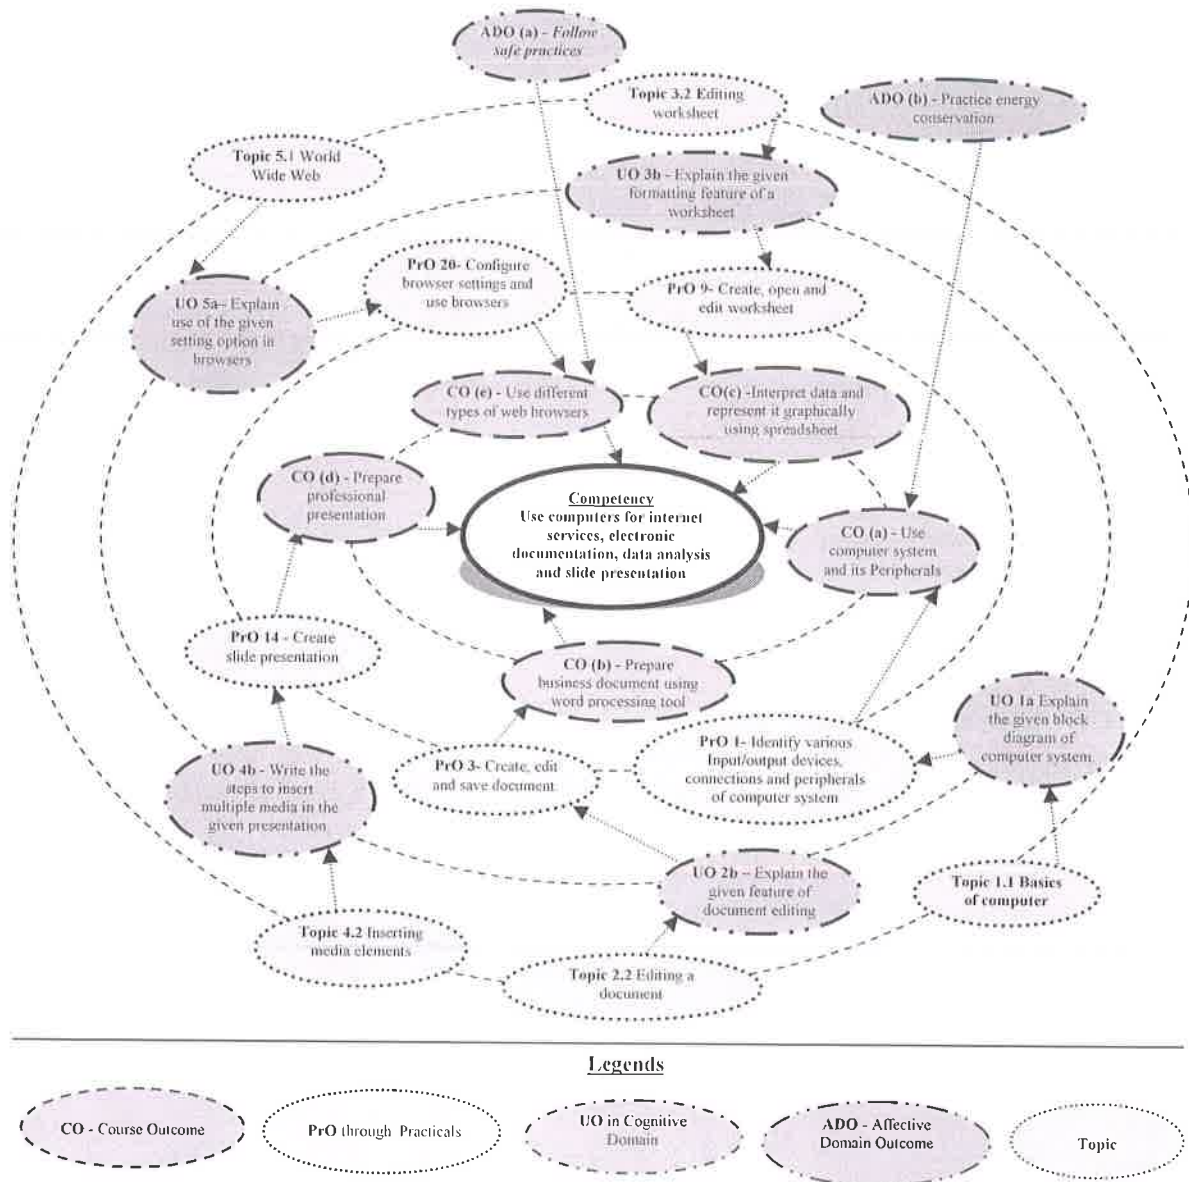 ADO (a) - Follow
safe practices
Topic 3.2 Editing
worksheet
ADO (b) - Practice energy
conservation
Topic 5.1 World
Wide Web
UO 3b - Explain the given
formatting feature of a
worksheet
PrO 20- Configure
browser settings and
use browsers
PrO 9- Create, open and
edit worksheet
UO 5a– Explain
use of the given
setting option in
browsers
CO (e) - Use different
types of web browsers
CO(c) -Interpret data and
represent it graphically
using spreadsheet
CO (d) - Prepare
professional
presentation
Competency
Use computers for internet
services, electronic
documentation, data analysis
and slide presentation
CO (a) - Use
computer system
and its Peripherals
PrO 14 - Create
slide presentation
CO (b) - Prepare
business document using
word processing tool
UO 1a Explain
the given block
diagram of
computer system
PrO 1- Identify various
Input/output devices,
connections and peripherals
of computer system
PrO 3- Create, edit
and save document
UO 4b - Write the
steps to insert
multiple media in the
given presentation
UO 2b – Explain the
given feature of
document editing
Topic 1.1 Basics
of computer
Topic 4.2 Inserting
media elements
Topic 2.2 Editing a
document
Legends
CO - Course Outcome
PrO through Practicals
UO in Cognitive
Domain
ADO - Affective
Domain Outcome
Topic